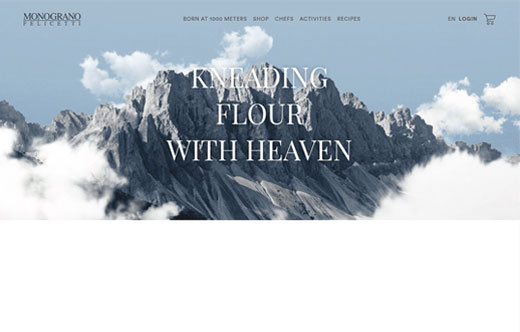 MONOGRANO
FELICETTI
BORN AT 1000 METERS SHOP CHEFS ACTIVITIES RECIPES
EN LOGIN
KNEADING
FLOUR
WITH HEAVEN